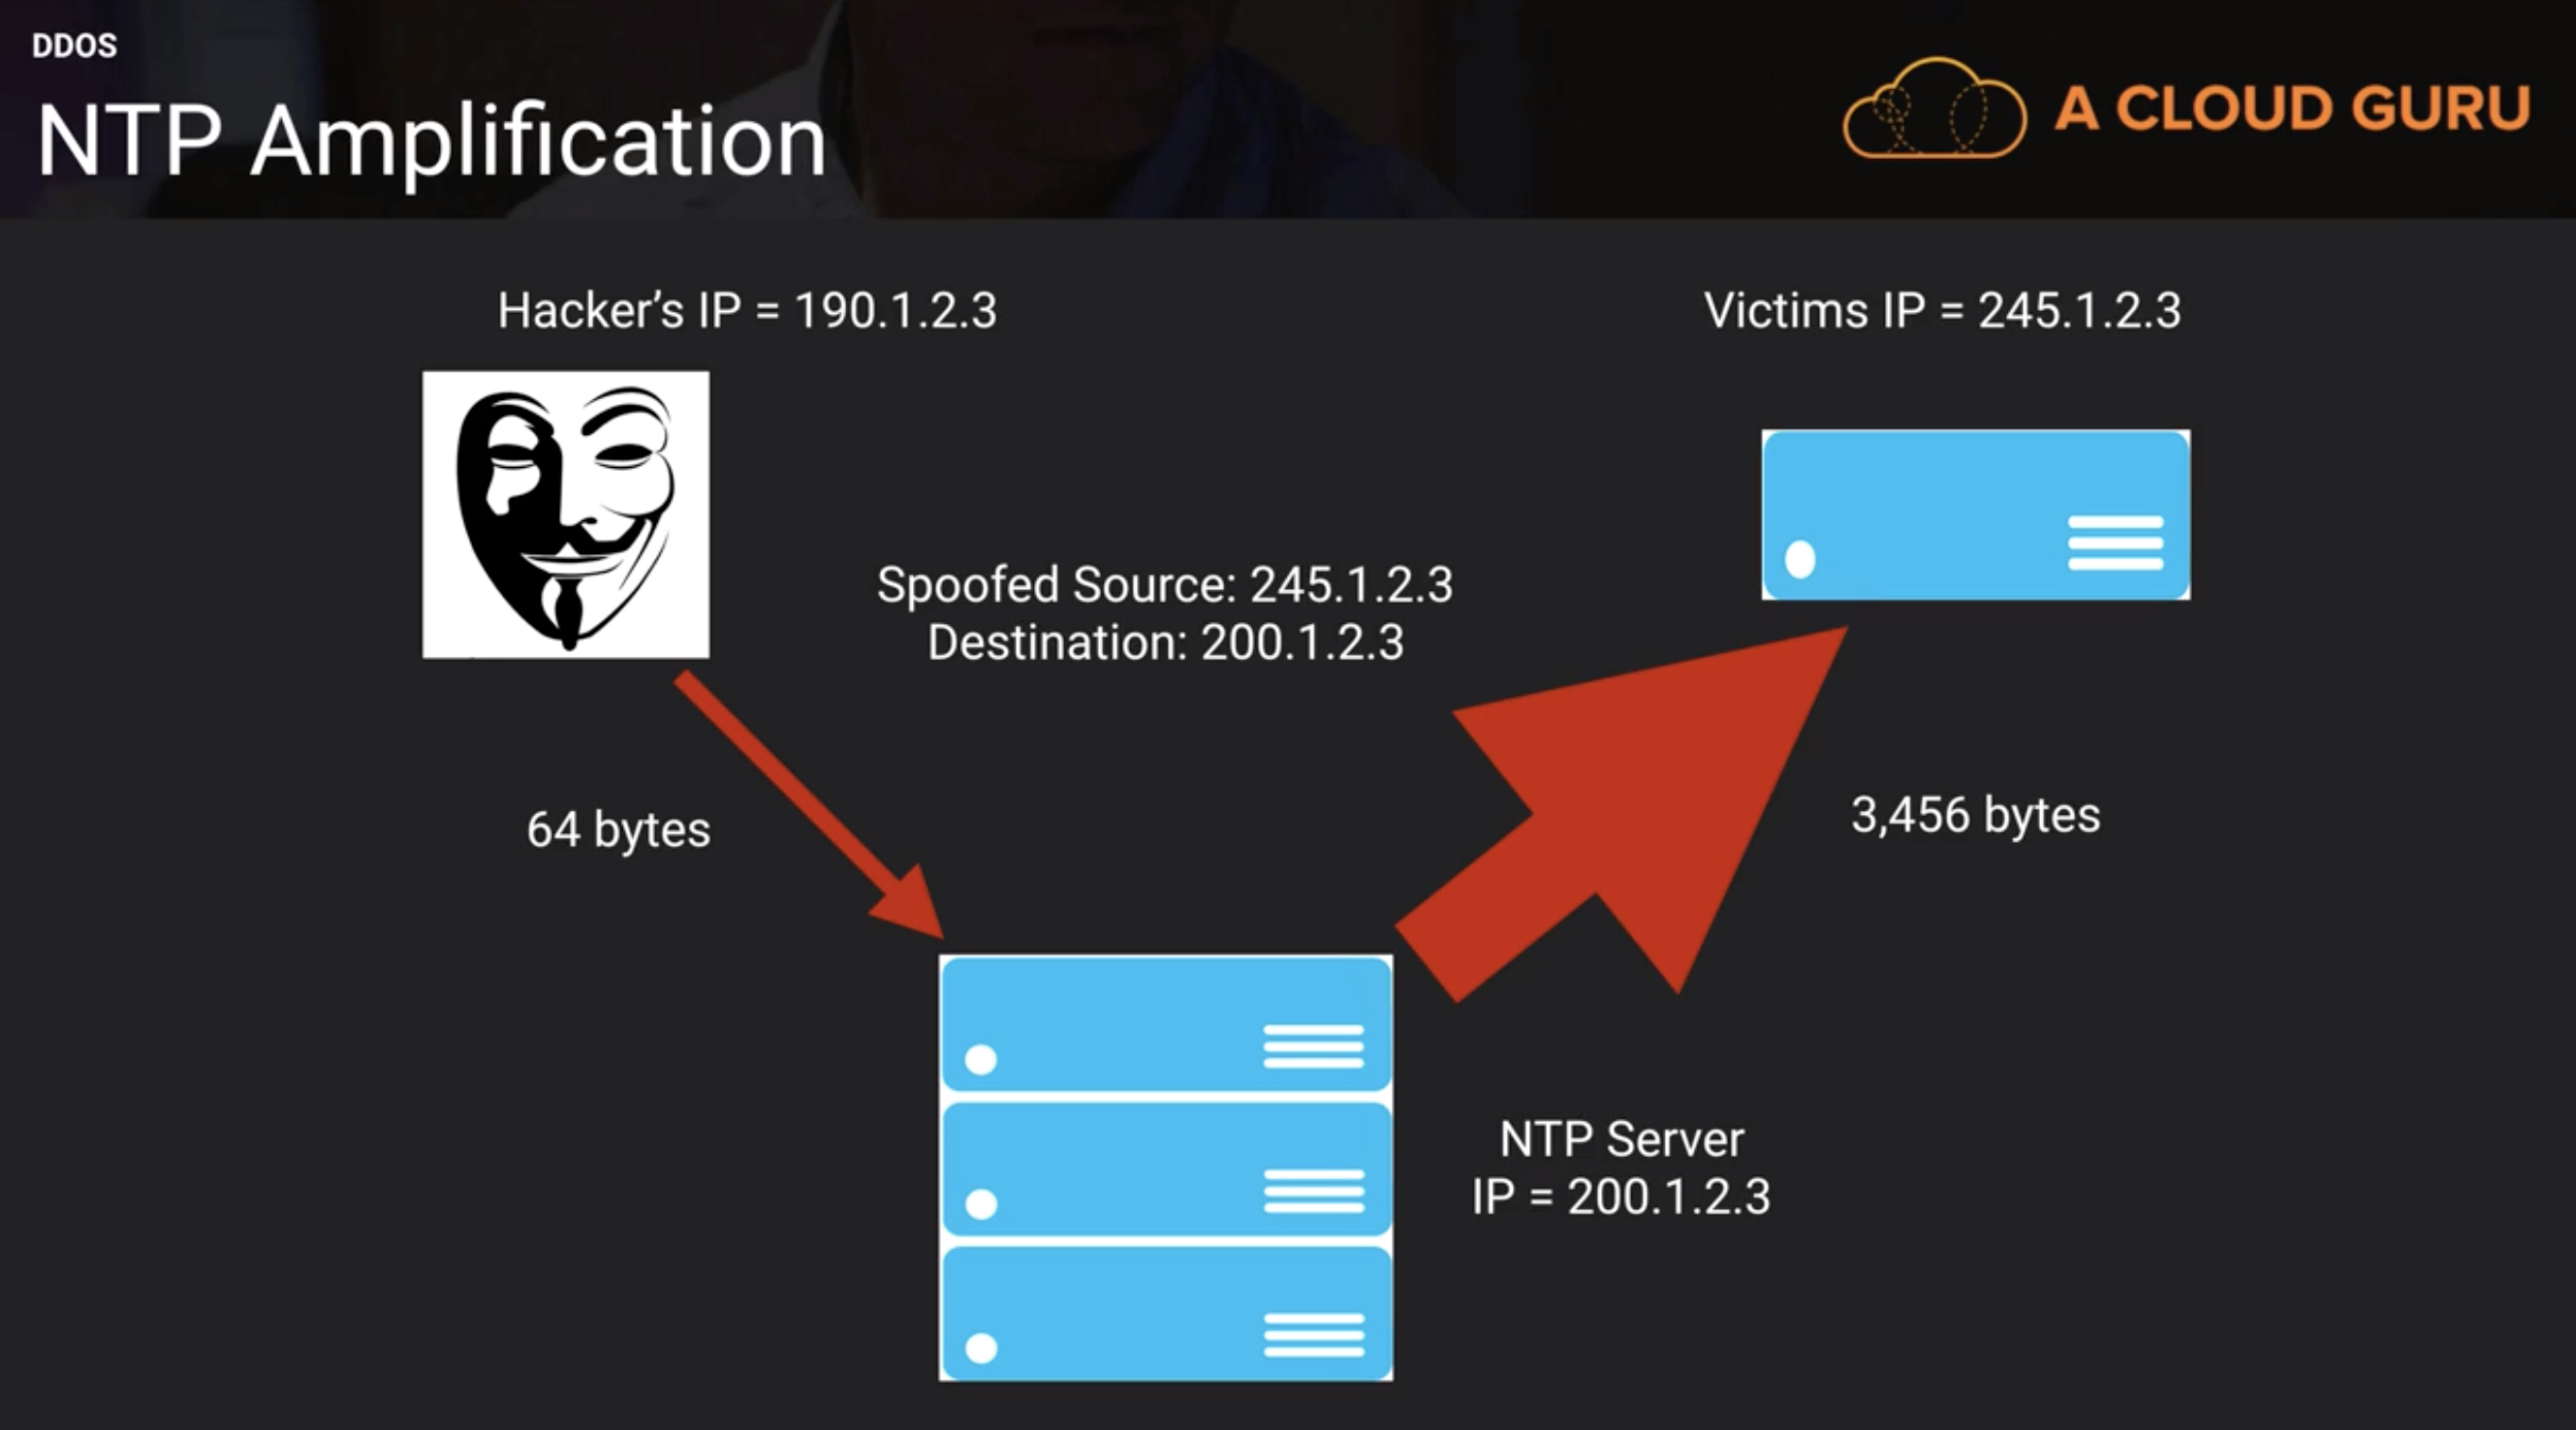 DDOS
NTP Amplification
A CLOUD GURU
Hacker’s IP = 190.1.2.3
Victims IP = 245.1.2.3
Spoofed Source: 245.1.2.3
Destination: 200.1.2.3
64 bytes
3,456 bytes
NTP Server
IP = 200.1.2.3